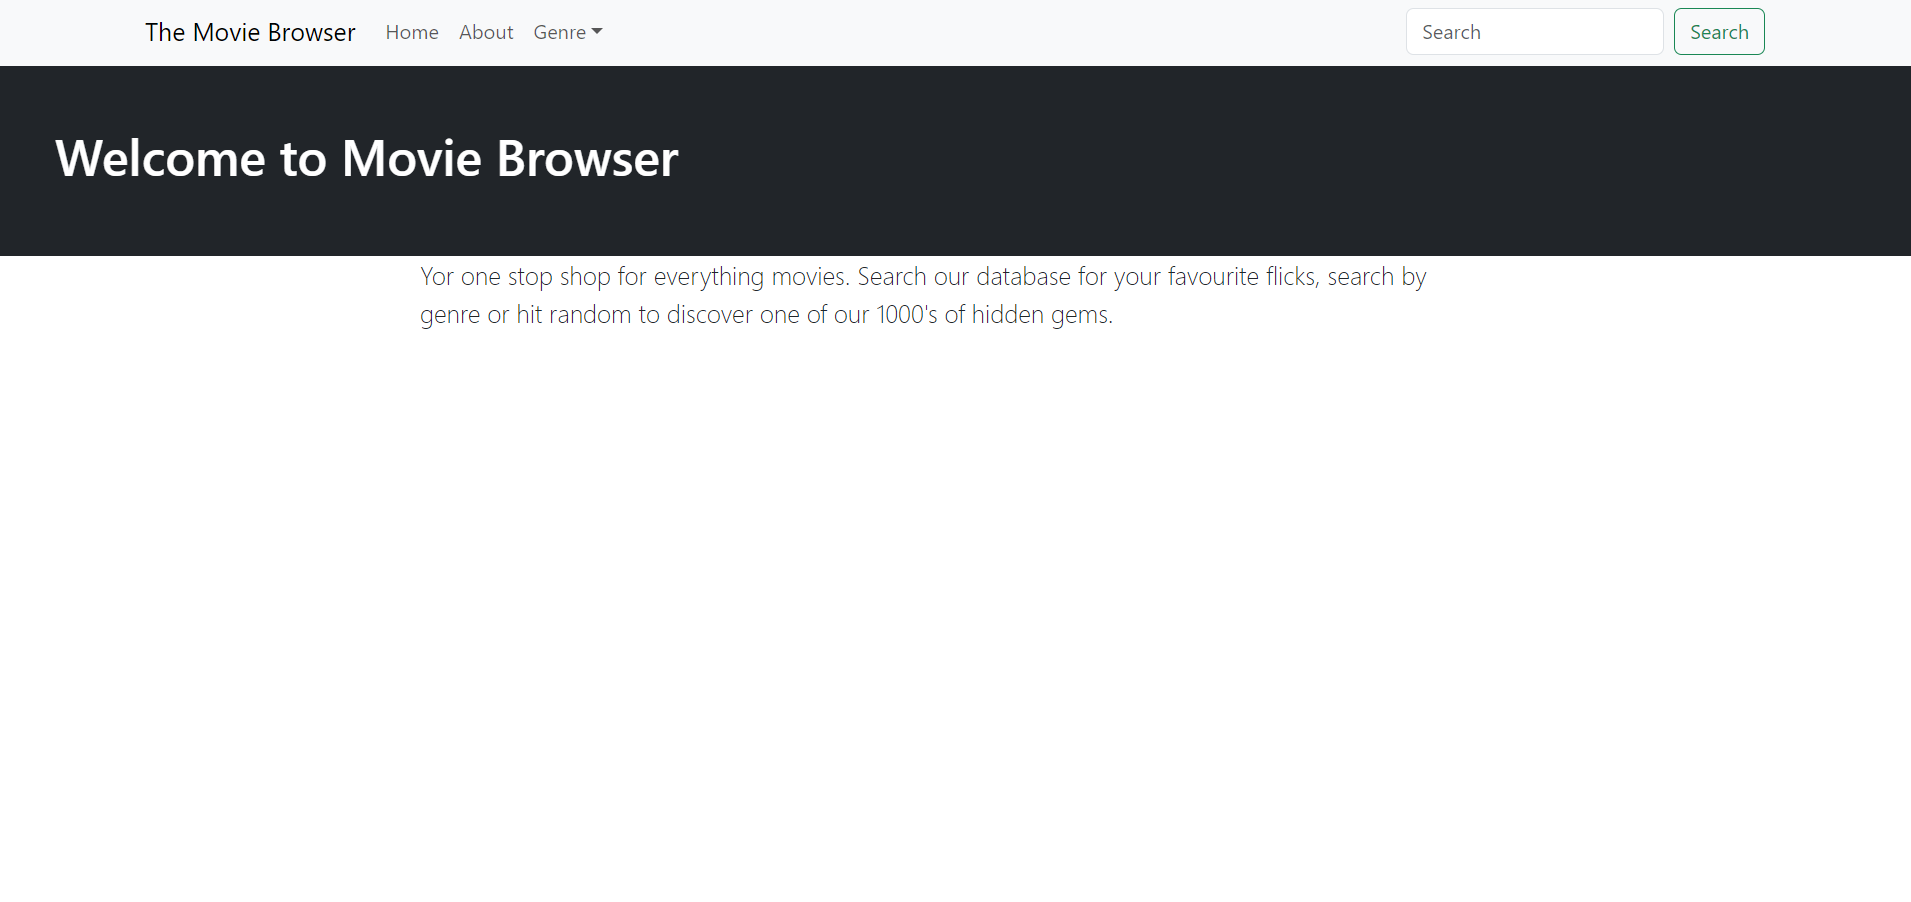 The Movie Browser Home About Genre Search Search
Welcome to Movie Browser
Yor one stop shop for everything movies. Search our database for your favourite flicks, search by
genre or hit random to discover one of our 1000's of hidden gems.